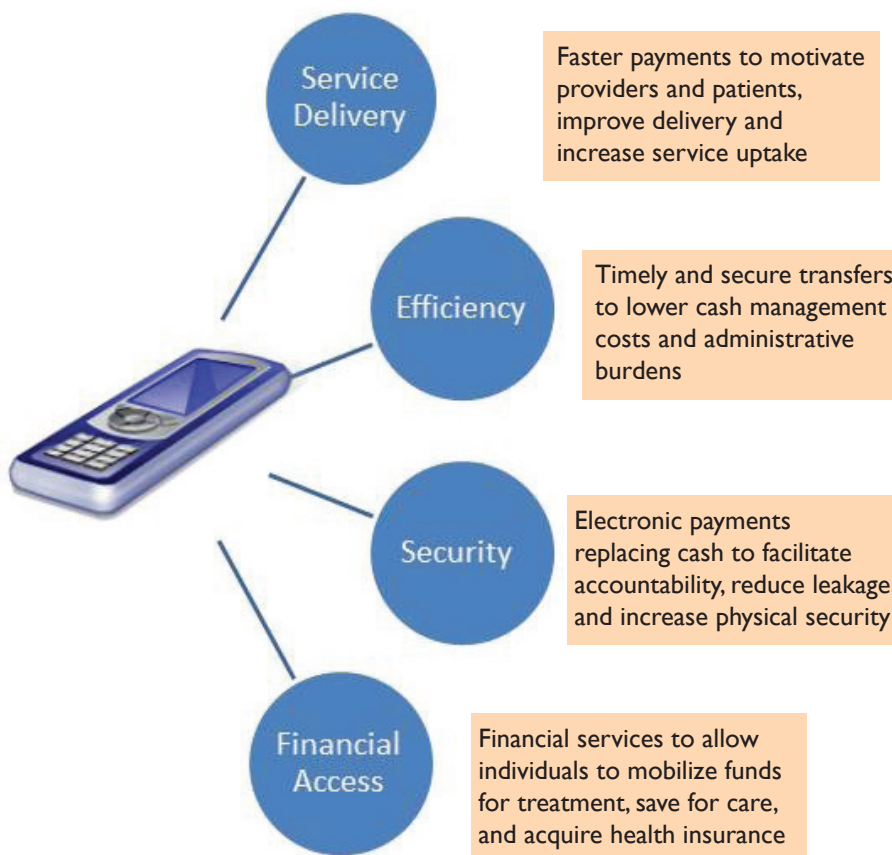 Service
Delivery
Faster payments to motivate
providers and patients,
improve delivery and
increase service uptake
Efficiency
Timely and secure transfers
to lower cash management
costs and administrative
burdens
Security
Electronic payments
replacing cash to facilitate
accountability, reduce leakage
and increase physical security
Financial
Access
Financial services to allow
individuals to mobilize funds
for treatment, save for care,
and acquire health insurance